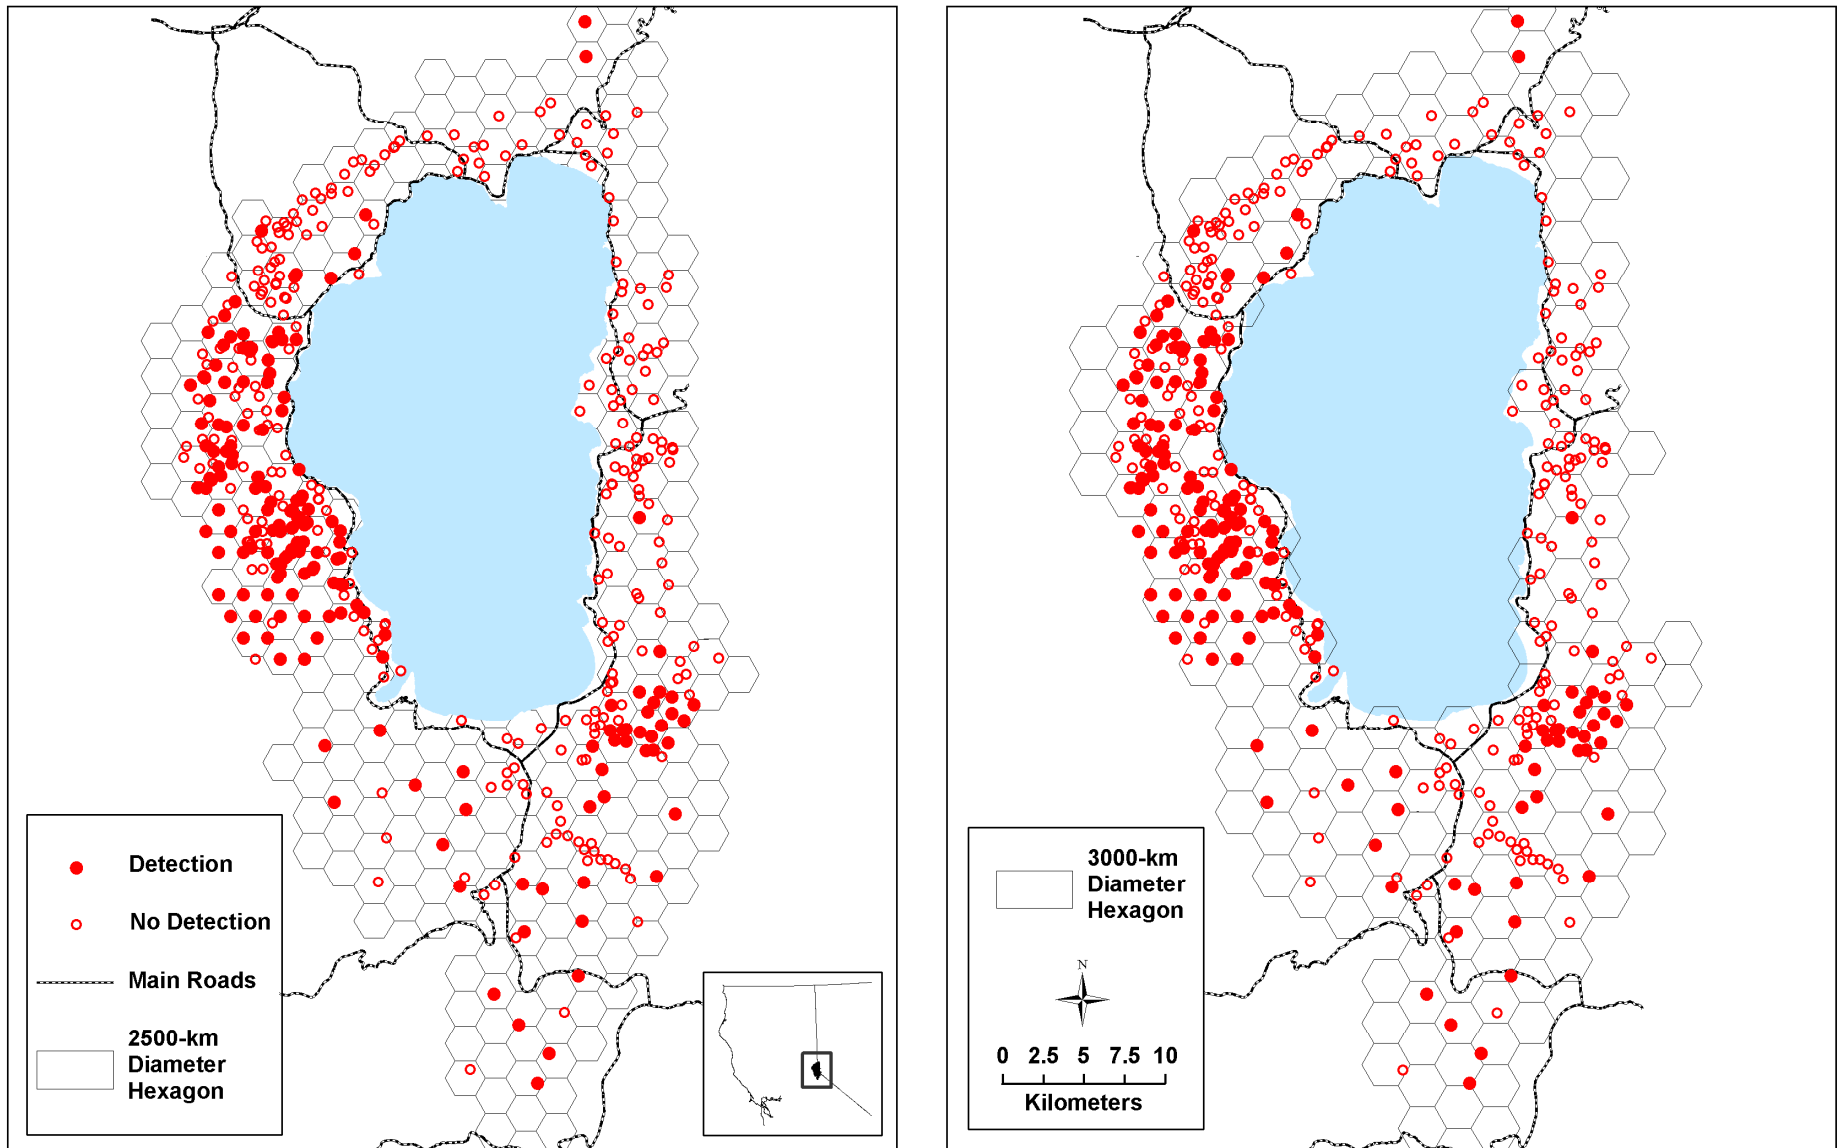 Detection
No Detection
Main Roads
2500-km
Diameter
Hexagon
3000-km
Diameter
Hexagon
N
0 2.5 5 7.5 10
Kilometers